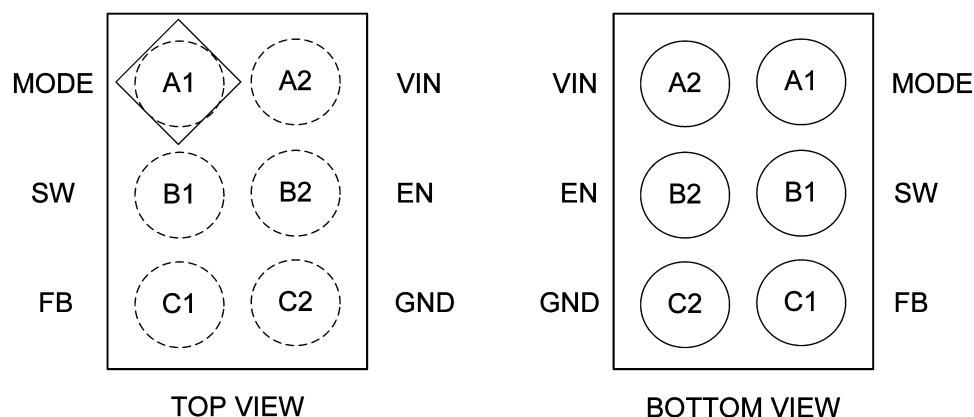 MODE A1 A2 VIN VIN A2 A1 MODE
SW B1 B2 EN EN B2 B1 SW
FB C1 C2 GND GND C2 C1 FB
TOP VIEW BOTTOM VIEW